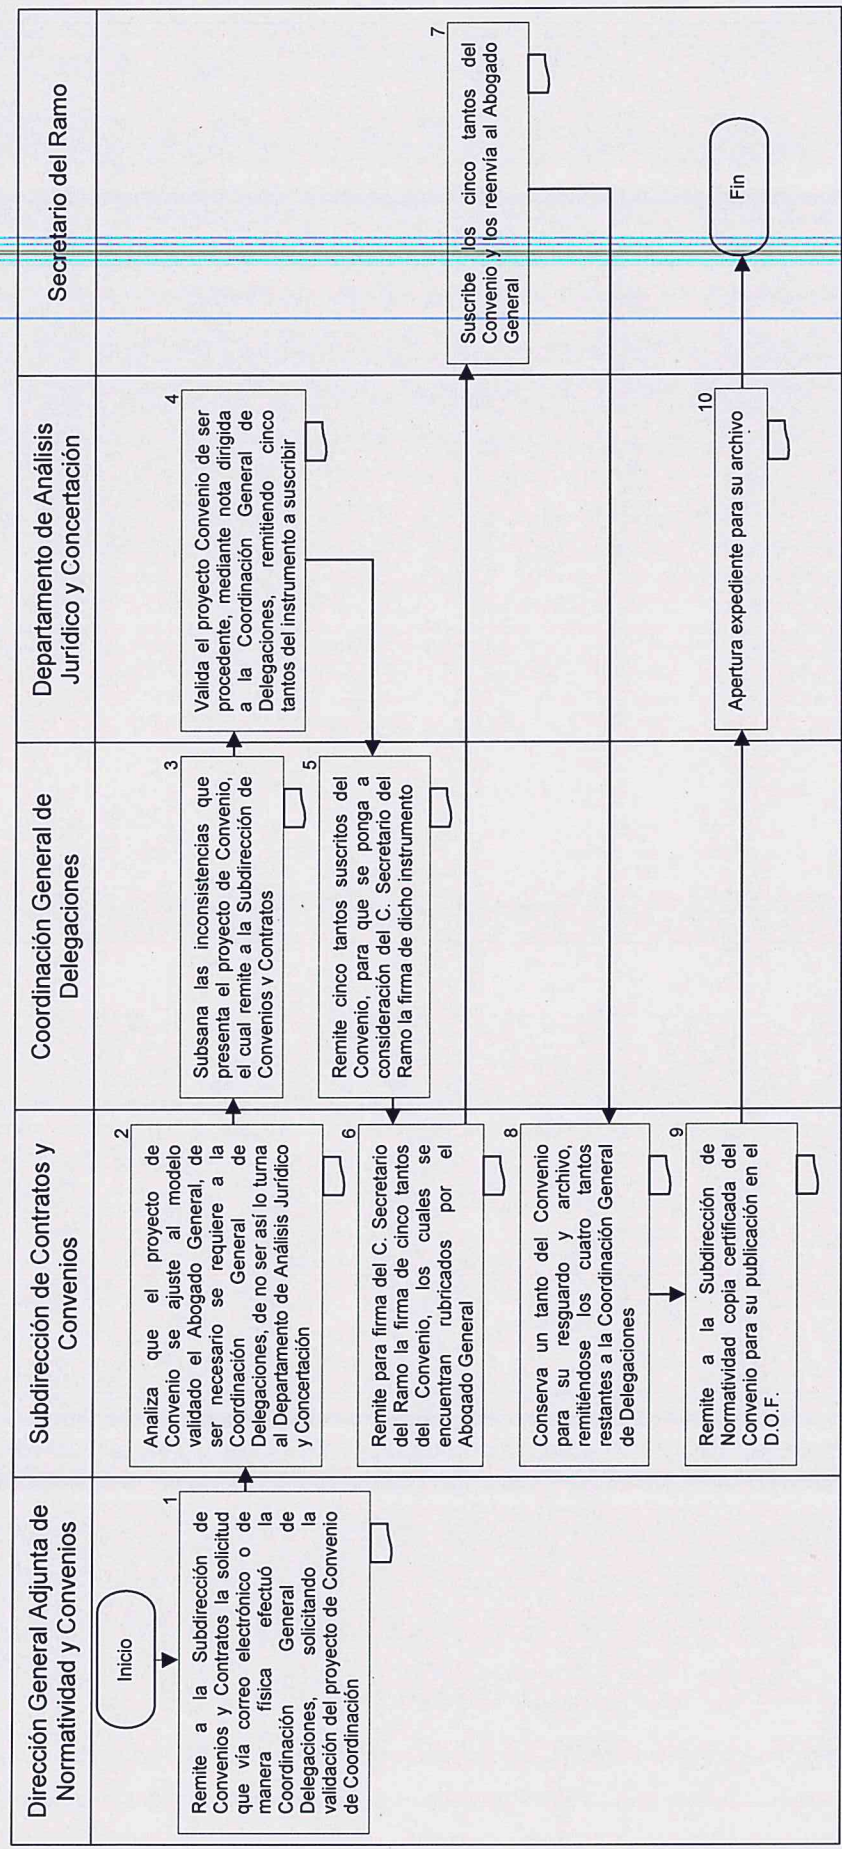 Dirección General Adjunta de
Normatividad y Convenios
Subdirección de Contratos y
Convenios
Coordinación General de
Delegaciones
Departamento de Análisis
Jurídico y Concertación
Secretario del Ramo
Inicio
1
Remite a la Subdirección de
Convenios y Contratos la solicitud
que vía correo electrónico o de
manera física efectuó la
Coordinación General de
Delegaciones, solicitando la
validación del proyecto de Convenio
de Coordinación
2
Analiza que el proyecto de
Convenio se ajuste al modelo
validado el Abogado General, de
ser necesario se requiere a la
Coordinación General de
Delegaciones, de no ser así lo turna
al Departamento de Análisis Jurídico
y Concertación
3
Subsana las inconsistencias que
presenta el proyecto de Convenio,
el cual remite a la Subdirección de
Convenios y Contratos
4
Valida el proyecto Convenio de ser
procedente, mediante nota dirigida
a la Coordinación General de
Delegaciones, remitiendo cinco
tantos del instrumento a suscribir
5
Remite cinco tantos suscritos del
Convenio, para que se ponga a
consideración del C. Secretario del
Ramo la firma de dicho instrumento
6
Remite para firma del C. Secretario
del Ramo la firma de cinco tantos
del Convenio, los cuales se
encuentran rubricados por el
Abogado General
7
Suscribe los cinco tantos del
Convenio y los reenvía al Abogado
General
8
Conserva un tanto del Convenio
para su resguardo y archivo,
remitiéndose los cuatro tantos
restantes a la Coordinación General
de Delegaciones
9
Remite a la Subdirección de
Normatividad copia certificada del
Convenio para su publicación en el
D.O.F.
10
Apertura expediente para su archivo
Fin